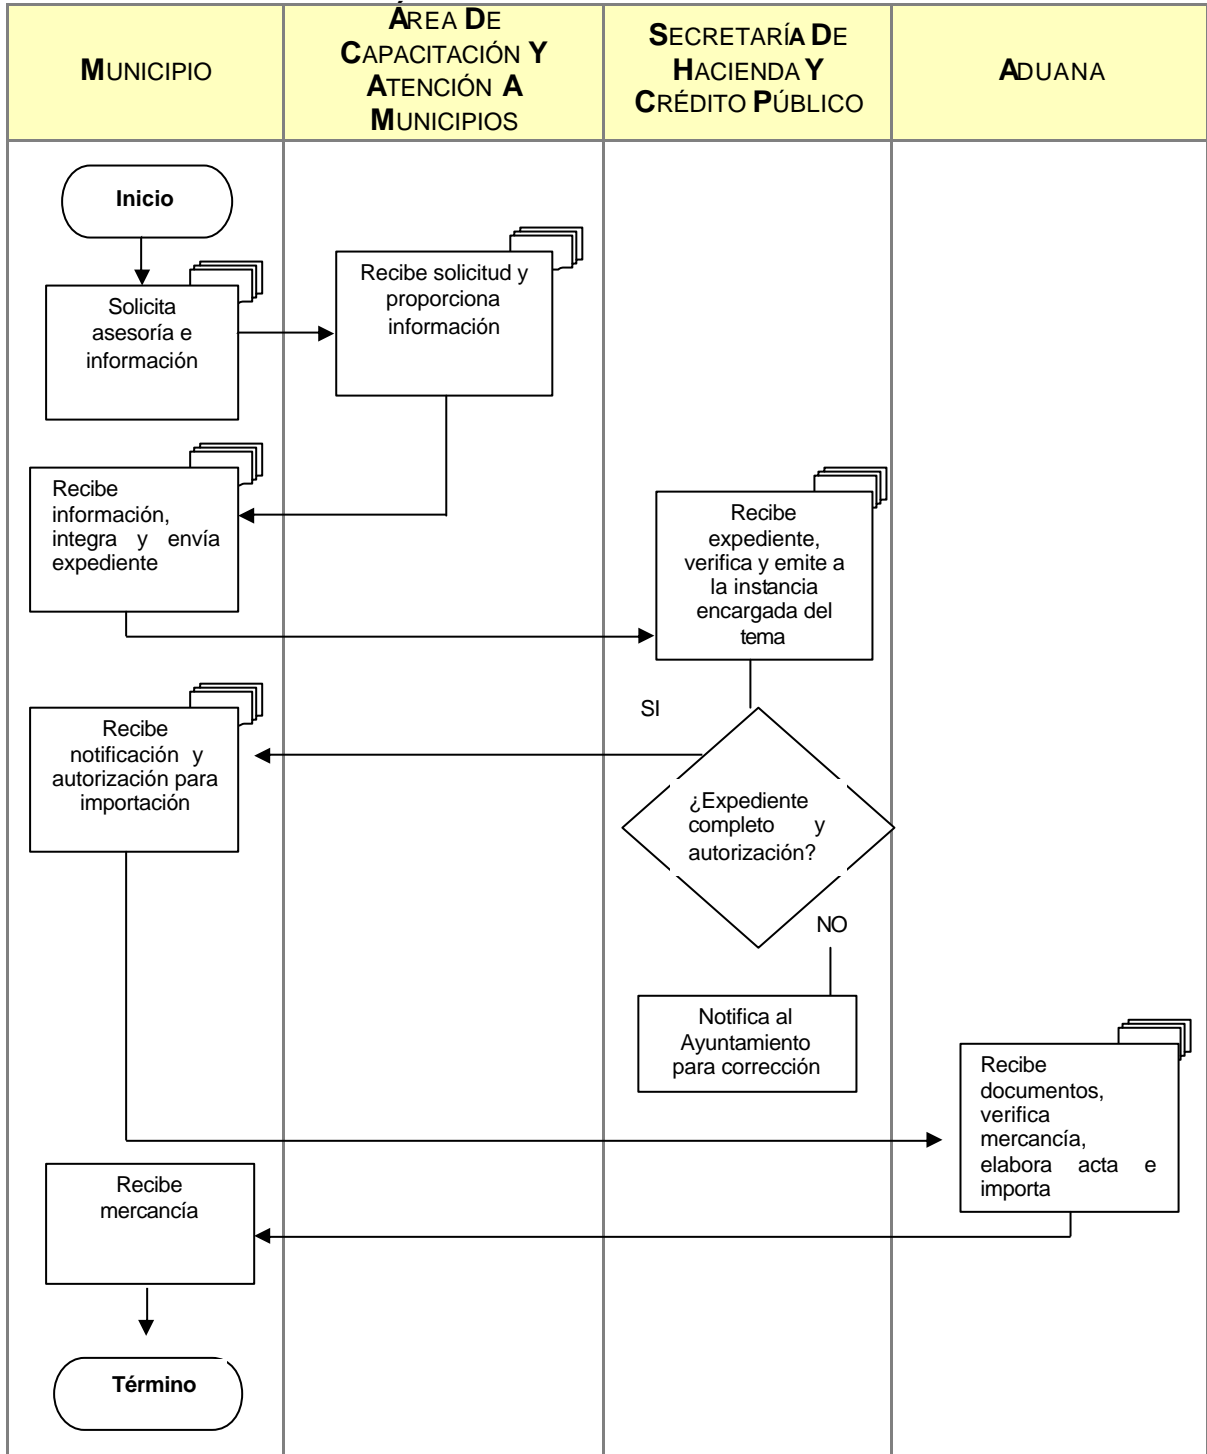 MUNICIPIO
ÁREA DE
CAPACITACIÓN Y
ATENCIÓN A
MUNICIPIOS
SECRETARÍA DE
HACIENDA Y
CRÉDITO PÚBLICO
ADUANA
Inicio
Solicita
asesoría e
información
Recibe solicitud y
proporciona
información
Recibe
información,
integra y envía
expediente
Recibe
expediente,
verifica y emite a
la instancia
encargada del
tema
SI
Recibe
notificación y
autorización para
importación
¿Expediente
completo y
autorización?
NO
Notifica al
Ayuntamiento
para corrección
Recibe
documentos,
verifica
mercancía,
elabora acta e
importa
Recibe
mercancía
Término